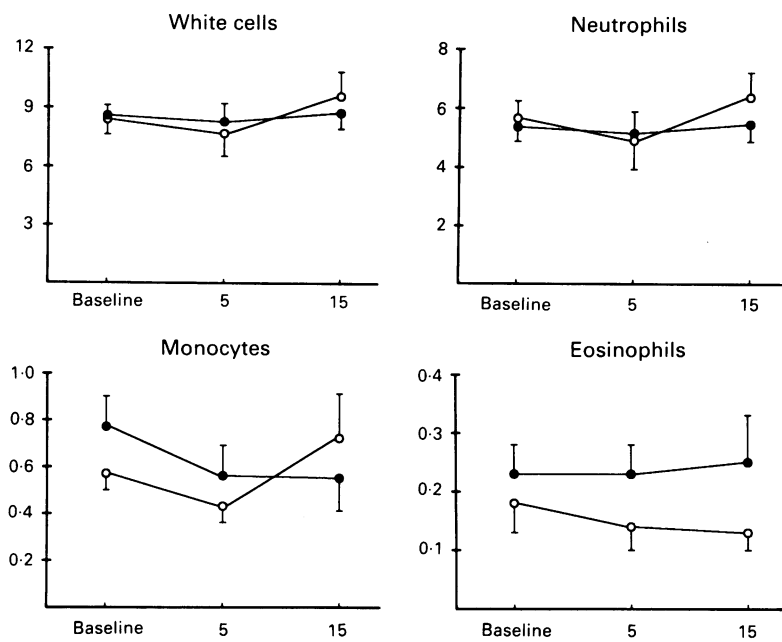 White cells
12
9
6
3
Baseline 5 15
Neutrophils
8
6
4
2
Baseline 5 15
Monocytes
1·0
0·8
0·6
0·4
0·2
Baseline 5 15
Eosinophils
0·4
0·3
0·2
0·1
Baseline 5 15